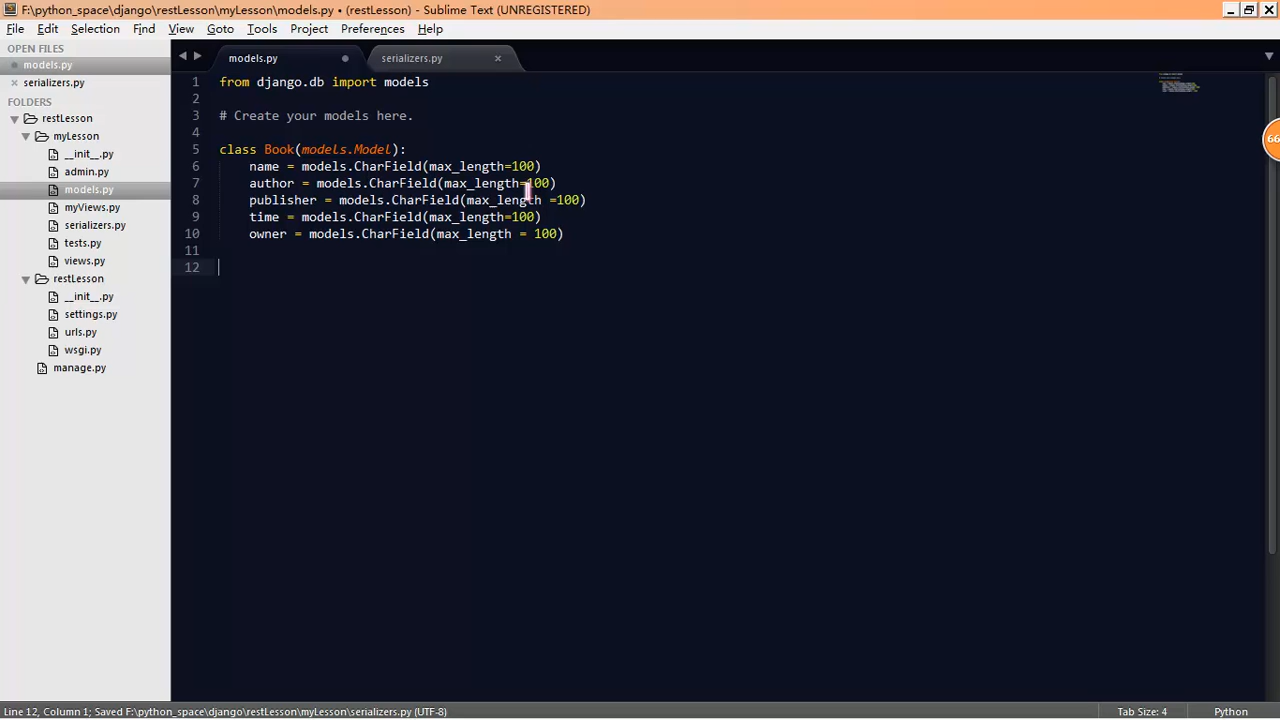 F:\python_space\django\restLesson\myLesson\models.py • (restLesson) - Sublime Text (UNREGISTERED)
File Edit Selection Find View Goto Tools Project Preferences Help
OPEN FILES
models.py
serializers.py
FOLDERS
restLesson
myLesson
__init__.py
admin.py
models.py
myViews.py
serializers.py
tests.py
views.py
restLesson
__init__.py
settings.py
urls.py
wsgi.py
manage.py
models.py serializers.py
1 from django.db import models
2
3 # Create your models here.
4
5 class Book(models.Model):
6 name = models.CharField(max_length=100)
7 author = models.CharField(max_length=100)
8 publisher = models.CharField(max_length =100)
9 time = models.CharField(max_length=100)
10 owner = models.CharField(max_length = 100)
11
12
66
Line 12, Column 1; Saved F:\python_space\django\restLesson\myLesson\serializers.py (UTF-8) Tab Size: 4 Python